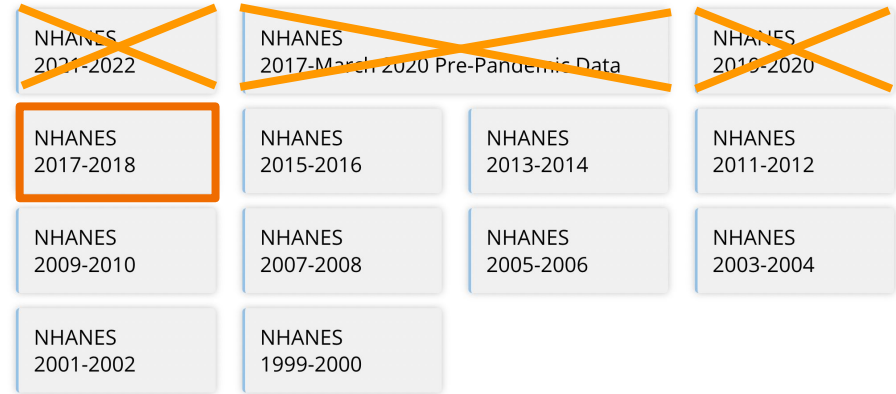 NHANES
2021-2022
NHANES
2017-March 2020 Pre-Pandemic Data
NHANES
2019-2020
NHANES
2017-2018
NHANES
2015-2016
NHANES
2013-2014
NHANES
2011-2012
NHANES
2009-2010
NHANES
2007-2008
NHANES
2005-2006
NHANES
2003-2004
NHANES
2001-2002
NHANES
1999-2000